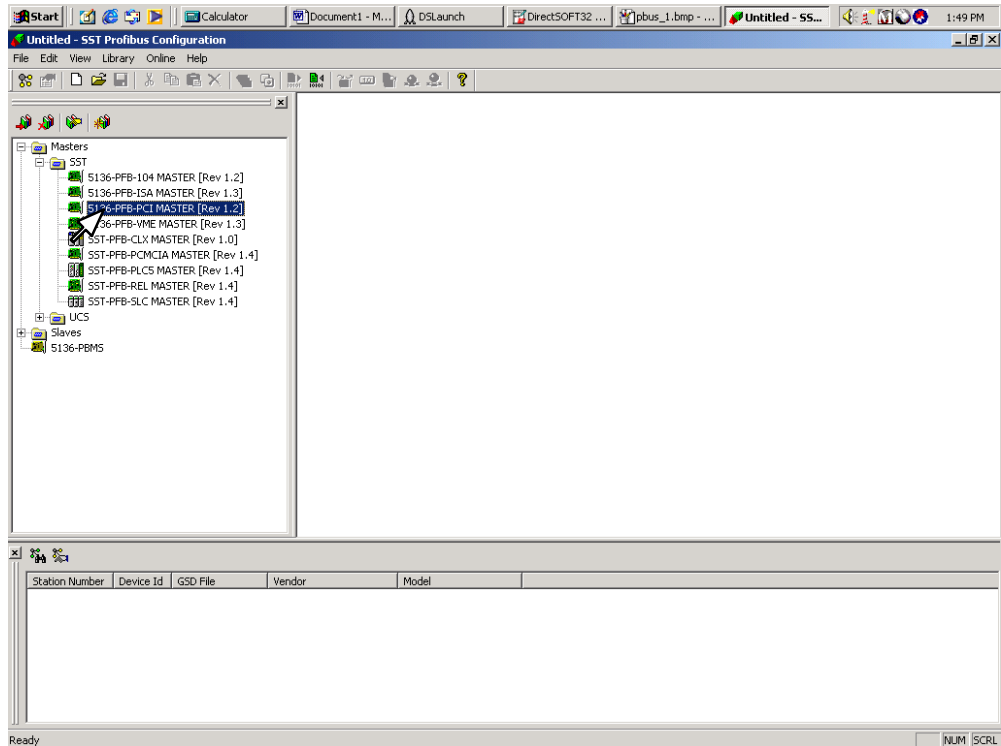 Start Calculator Document1 - M... DSLaunch DirectSOFT32 ... pbus_1.bmp - ... Untitled - SS... 1:49 PM
Untitled - SST Profibus Configuration
File Edit View Library Online Help
Masters
SST
5136-PFB-104 MASTER [Rev 1.2]
5136-PFB-ISA MASTER [Rev 1.3]
5136-PFB-PCI MASTER [Rev 1.2]
36-PFB-VME MASTER [Rev 1.3]
SST-PFB-CLX MASTER [Rev 1.0]
SST-PFB-PCMCIA MASTER [Rev 1.4]
SST-PFB-PLC5 MASTER [Rev 1.4]
SST-PFB-REL MASTER [Rev 1.4]
SST-PFB-SLC MASTER [Rev 1.4]
UCS
Slaves
5136-PBMS
Station Number Device Id GSD File Vendor Model
Ready NUM SCRL